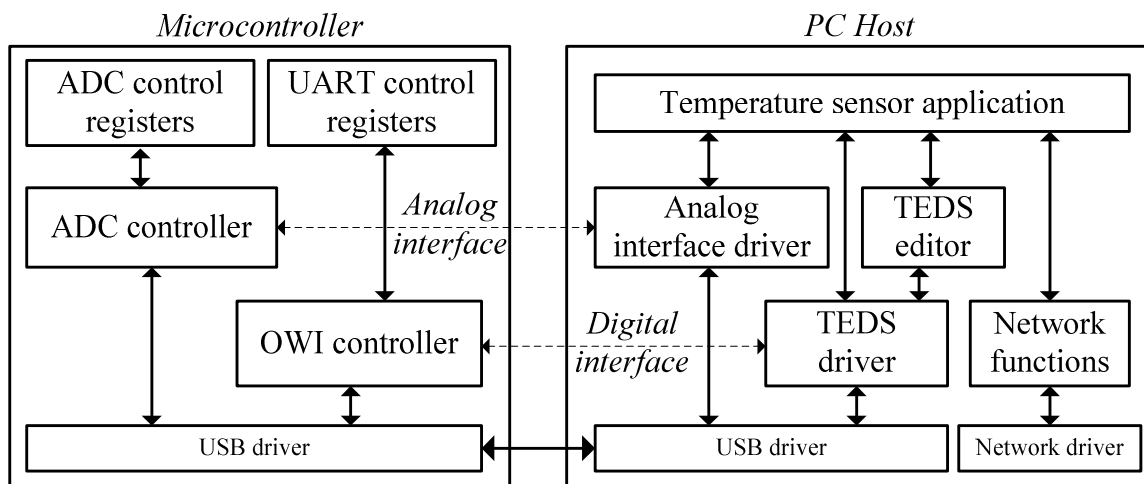 Microcontroller
PC Host
ADC control
registers
UART control
registers
Temperature sensor application
ADC controller
Analog
interface
Analog
interface driver
TEDS
editor
OWI controller
Digital
interface
TEDS
driver
Network
functions
USB driver
USB driver
Network driver